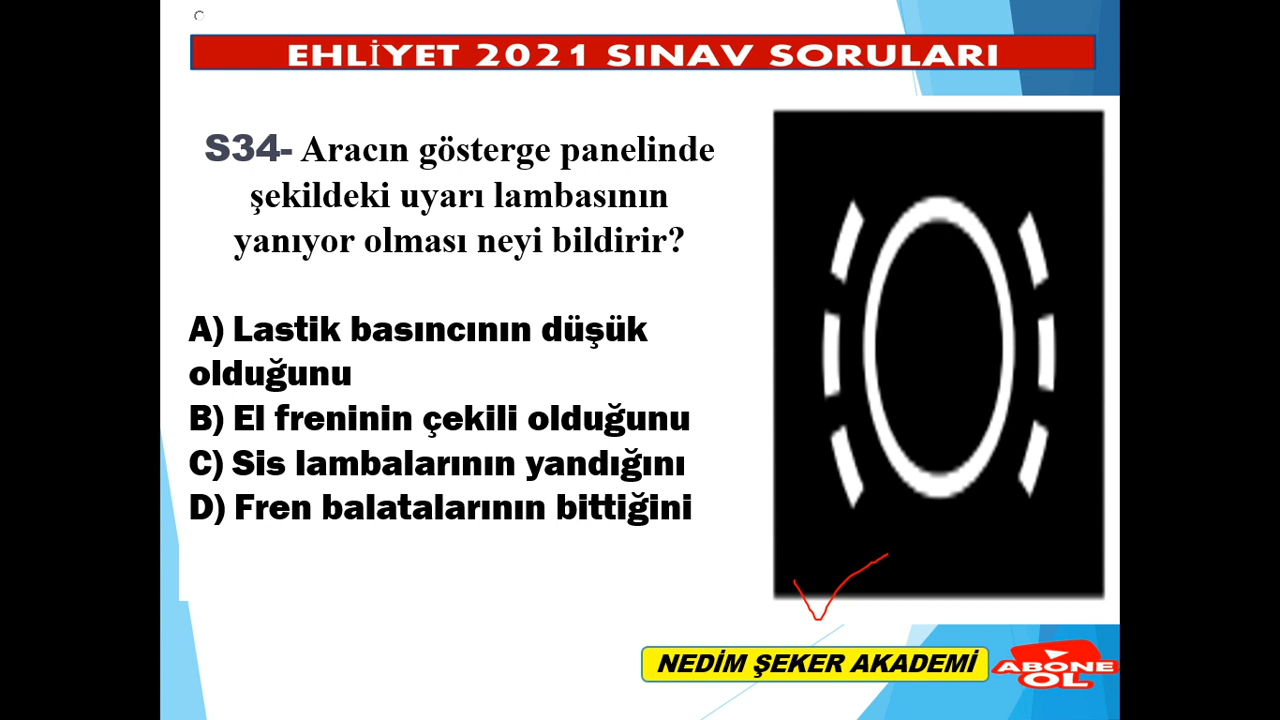 EHLİYET 2021 SINAV SORULARI
S34- Aracın gösterge panelinde
şekildeki uyarı lambasının
yanıyor olması neyi bildirir?
A) Lastik basıncının düşük
olduğunu
B) El freninin çekili olduğunu
C) Sis lambalarının yandığını
D) Fren balatalarının bittiğini
NEDİM ŞEKER AKADEMİ
ABONE
OL